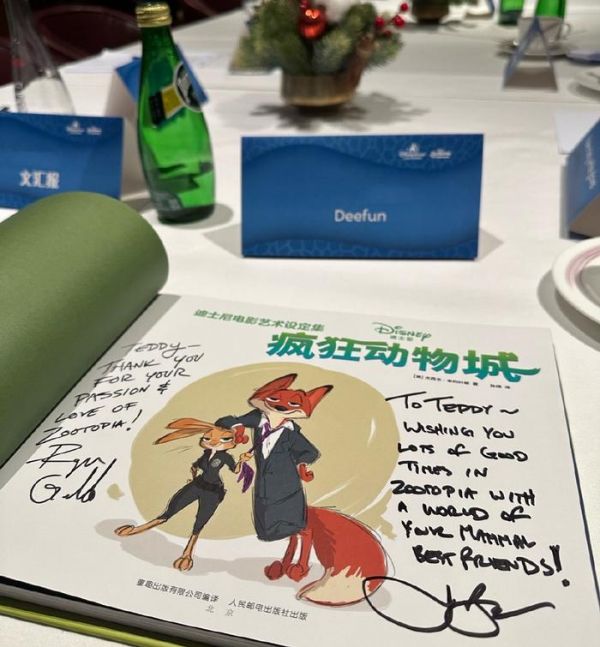 文汇报
Deefun
迪士尼电影艺术设定集
DISNEY
迪士尼
疯狂动物城
TEDDY—
THANK YOU
FOR YOUR
PASSION &
LOVE OF
ZOOTOPIA!
TO TEDDY ~
WISHING YOU
LOTS OF GOOD
TIMES IN
ZOOTOPIA WITH
A WORLD OF
YOUR MAMMAL
BEST FRIENDS!
童趣出版有限公司编译 人民邮电出版社出版
北 京